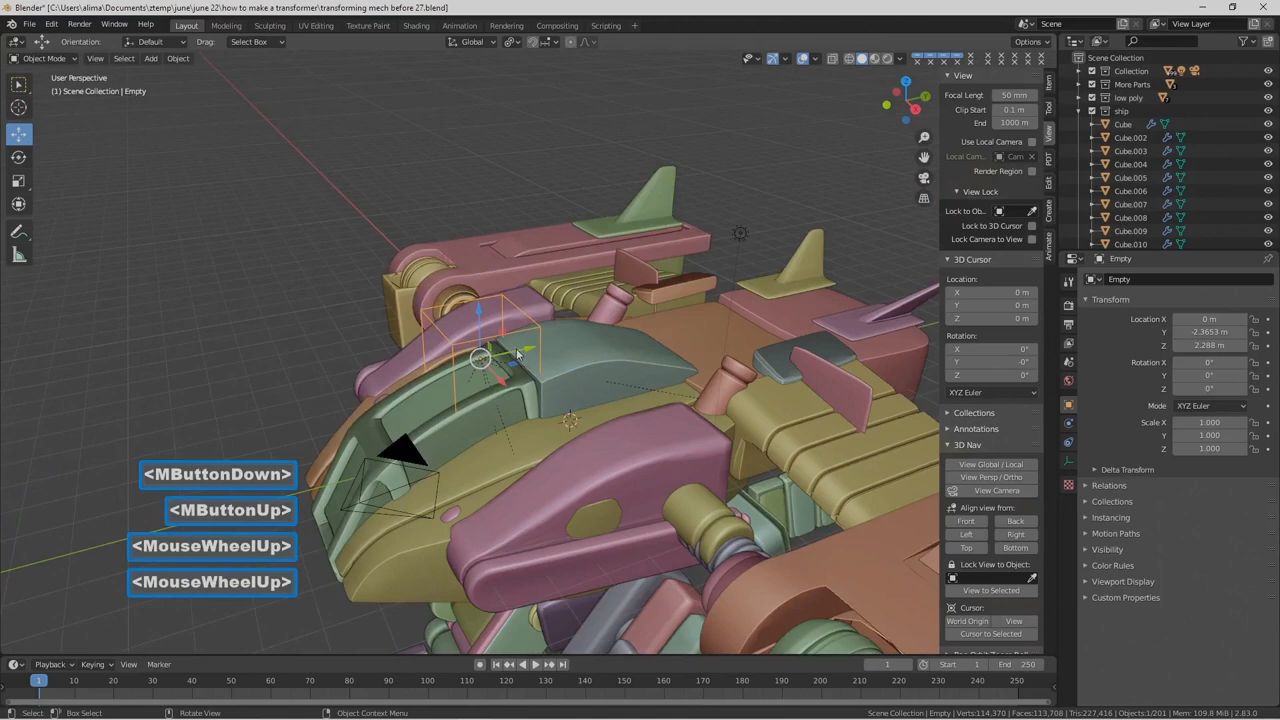 Blender* [C:\Users\alima\Documents\ztemp\june\june 22\how to make a transformer\transforming mech before 27.blend]
File Edit Render Window Help Layout Modeling Sculpting UV Editing Texture Paint Shading Animation Rendering Compositing Scripting + Scene View Layer
Orientation: Default Drag: Select Box Global Options
Object Mode View Select Add Object
User Perspective
(1) Scene Collection | Empty
View
Focal Lengt 50 mm
Clip Start 0.1 m
End 1000 m
Use Local Camera
Local Cam... Cam
Render Region
View Lock
Lock to Ob...
Lock to 3D Cursor
Lock Camera to View
3D Cursor
Location:
X 0 m
Y 0 m
Z 0 m
Rotation:
X 0°
Y -0°
Z 0°
XYZ Euler
Collections
Annotations
3D Nav
View Global / Local
View Persp / Ortho
View Camera
Align view from:
Front Back
Left Right
Top Bottom
Lock View to Object:
View to Selected
Cursor:
World Origin View
Cursor to Selected
Item
Tool
View
PDT
Edit
Create
Animate
Scene Collection
Collection
More Parts
low poly
ship
Cube
Cube.002
Cube.003
Cube.004
Cube.005
Cube.006
Cube.007
Cube.008
Cube.009
Cube.010
Empty
Empty
Transform
Location X 0 m
Y -2.3653 m
Z 2.288 m
Rotation X 0°
Y 0°
Z 0°
Mode XYZ Euler
Scale X 1.000
Y 1.000
Z 1.000
Delta Transform
Relations
Collections
Instancing
Motion Paths
Visibility
Color Rules
Viewport Display
Custom Properties
<MButtonDown>
<MButtonUp>
<MouseWheelUp>
<MouseWheelUp>
Playback Keying View Marker 1 Start 1 End 250
1 10 20 30 40 50 60 70 80 90 100 110 120 130 140 150 160 170 180 190 200 210 220 230 240 250
Select Box Select Rotate View Object Context Menu Scene Collection | Empty | Verts:114,370 | Faces:113,708 | Tris:227,416 | Objects:1/201 | Mem: 109.8 MiB | 2.83.0